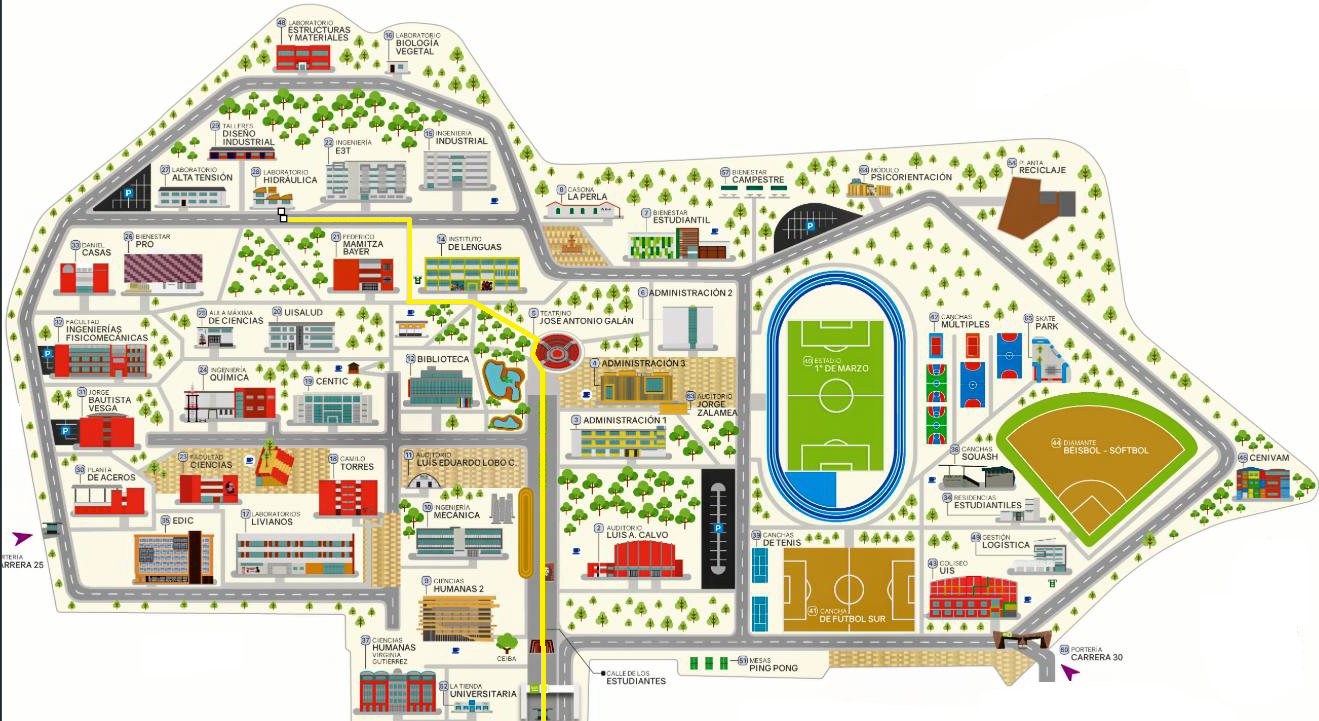 48 LABORATORIO
ESTRUCTURAS
Y MATERIALES
16 LABORATORIO
BIOLOGÍA
VEGETAL
29 TALLERES
DISEÑO
INDUSTRIAL
22 INGENIERÍA
E3T
15 INGENIERÍA
INDUSTRIAL
27 LABORATORIO
ALTA TENSIÓN
28 LABORATORIO
HIDRÁULICA
P
8 CASONA
LA PERLA
57 BIENESTAR
CAMPESTRE
64 MÓDULO
PSICORIENTACIÓN
54 PLANTA
RECICLAJE
7 BIENESTAR
ESTUDIANTIL
P
33 DANIEL
CASAS
26 BIENESTAR
PRO
21 FEDERICO
MAMITZA
BAYER
14 INSTITUTO
DE LENGUAS
6 ADMINISTRACIÓN 2
32 FACULTAD
INGENIERÍAS
FISICOMECÁNICAS
P
25 AULA MÁXIMA
DE CIENCIAS
20 UISALUD
5 TEATRINO
JOSÉ ANTONIO GALÁN
42 CANCHAS
MÚLTIPLES
65 SKATE
PARK
24 INGENIERÍA
QUÍMICA
19 CENTIC
12 BIBLIOTECA
4 ADMINISTRACIÓN 3
40 ESTADIO
1° DE MARZO
31 JORGE
BAUTISTA
VESGA
P
63 AUDITORIO
JORGE
ZALAMEA
3 ADMINISTRACIÓN 1
44 DIAMANTE
BEISBOL - SÓFTBOL
30 PLANTA
DE ACEROS
23 FACULTAD
CIENCIAS
18 CAMILO
TORRES
11 AUDITORIO
LUIS EDUARDO LOBO C.
36 CANCHAS
SQUASH
45 CENIVAM
34 RESIDENCIAS
ESTUDIANTILES
35 EDIC
17 LABORATORIOS
LIVIANOS
10 INGENIERÍA
MECÁNICA
2 AUDITORIO
LUIS A. CALVO
P
39 CANCHAS
DE TENIS
49 GESTIÓN
LOGÍSTICA
RTERÍA
ARRERA 25
9 CIENCIAS
HUMANAS 2
43 COLISEO
UIS
41 CANCHA
DE FUTBOL SUR
37 CIENCIAS
HUMANAS
VIRGINIA
GUTIÉRREZ
CEIBA
60 PORTERÍA
CARRERA 30
51 MESAS
PING PONG
CALLE DE LOS
ESTUDIANTES
62 LA TIENDA
UNIVERSITARIA